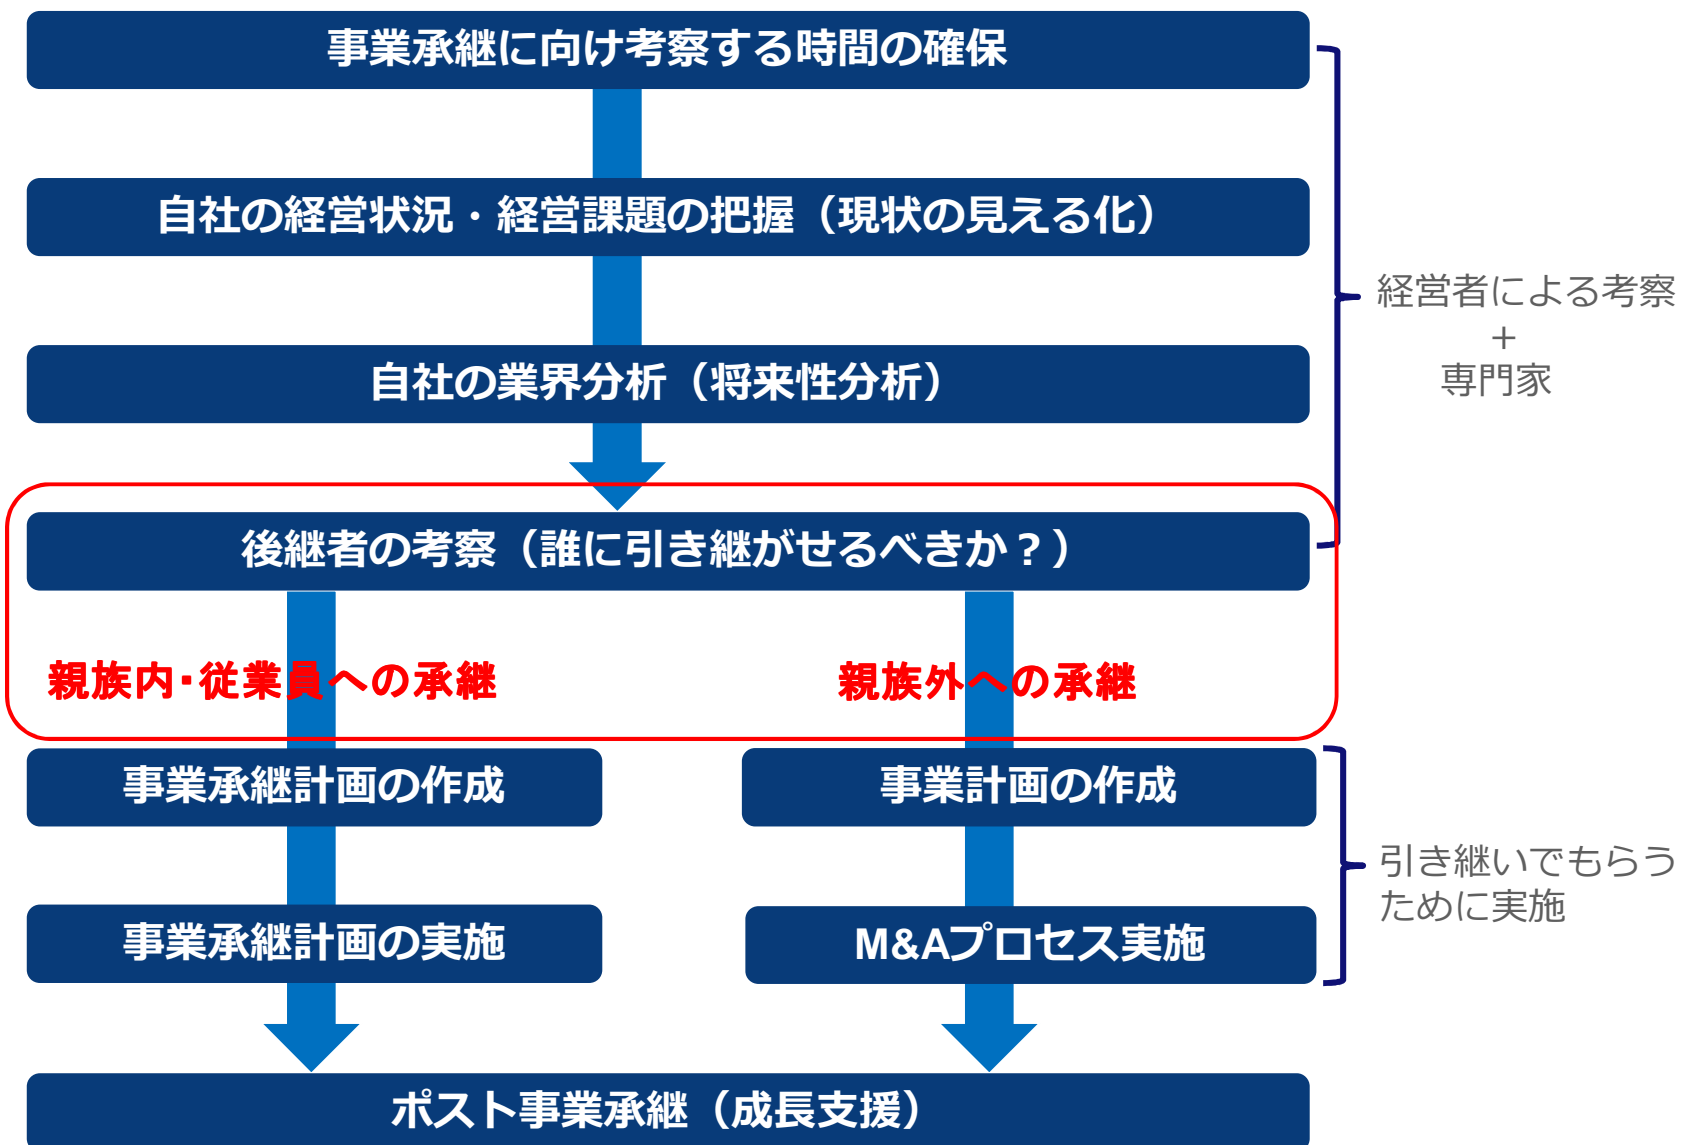 事業承継に向け考察する時間の確保
自社の経営状況・経営課題の把握（現状の見える化）
自社の業界分析（将来性分析）
経営者による考察
＋
専門家
後継者の考察（誰に引き継がせるべきか？）
親族内・従業員への承継
親族外への承継
事業承継計画の作成
事業計画の作成
引き継いでもらう
ために実施
事業承継計画の実施
M&Aプロセス実施
ポスト事業承継（成長支援）